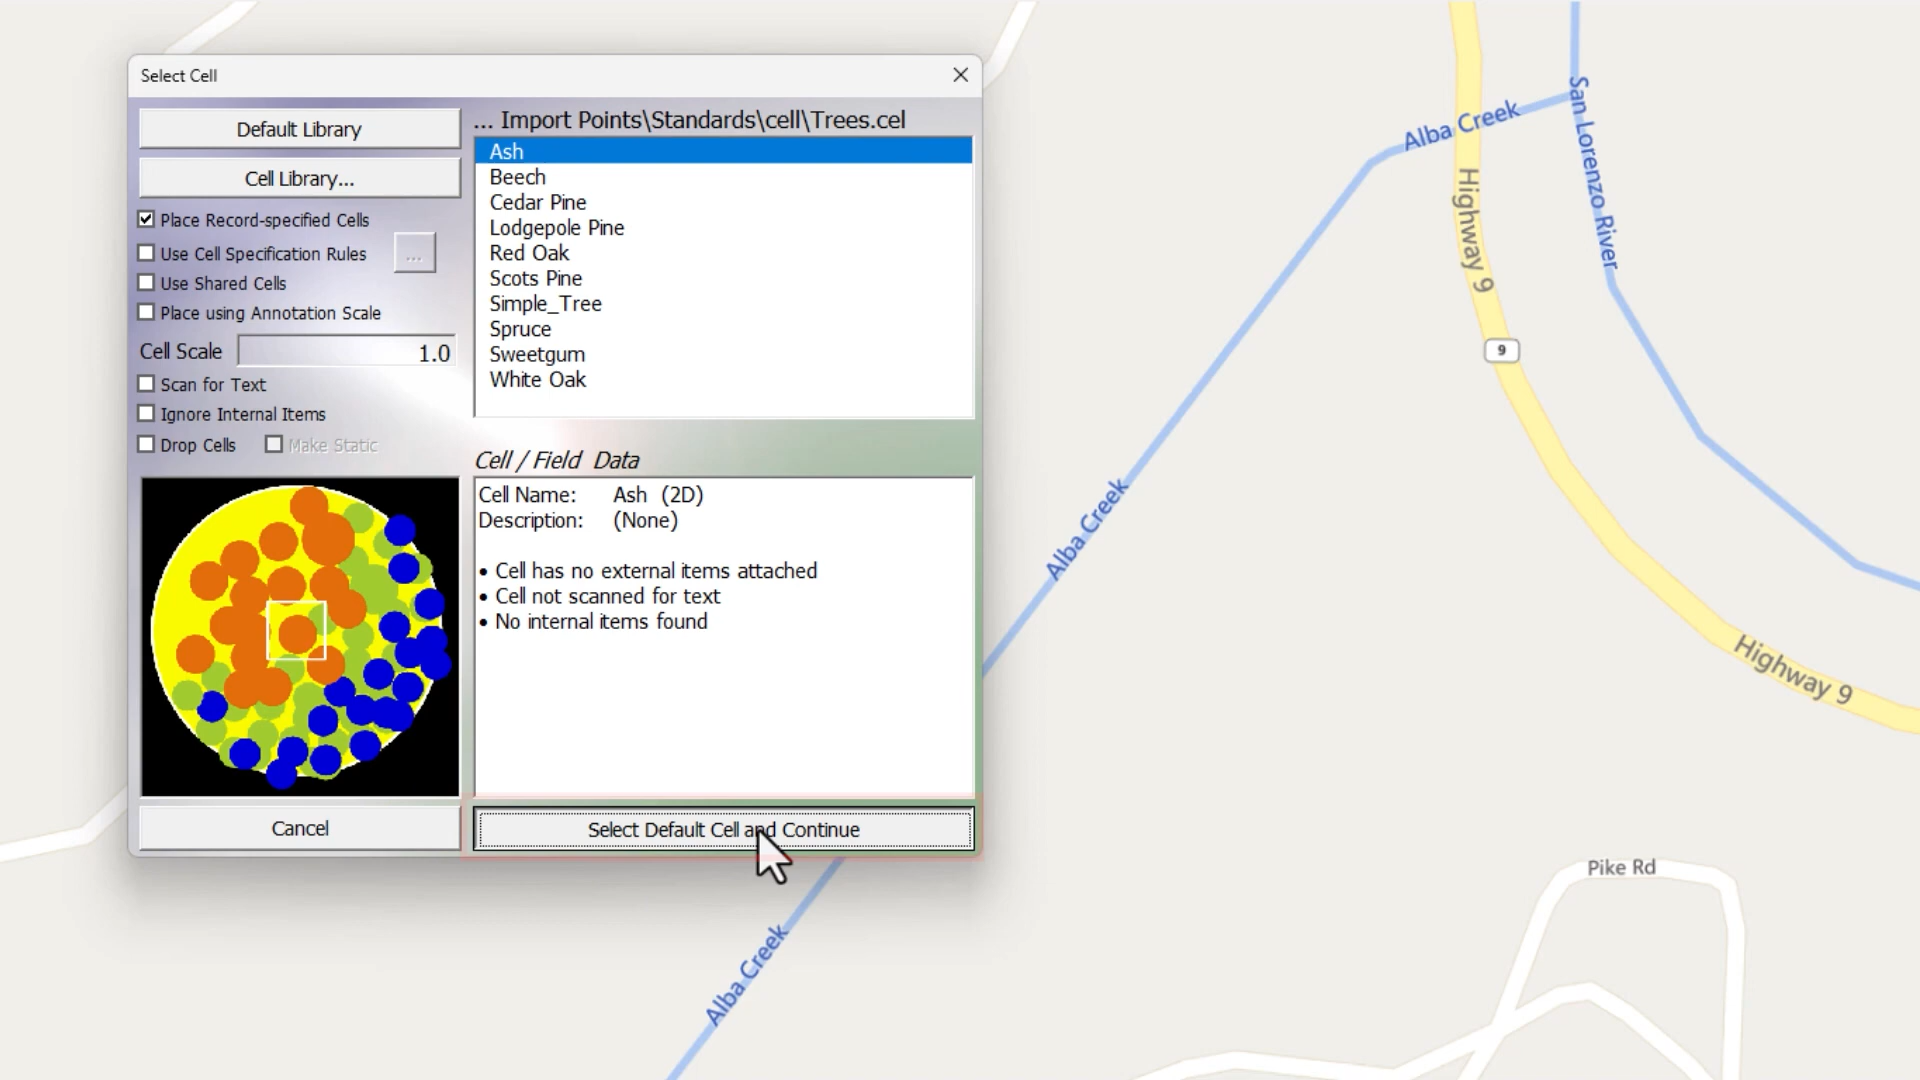 Select Cell
Default Library
Cell Library...
Place Record-specified Cells
Use Cell Specification Rules
...
Use Shared Cells
Place using Annotation Scale
Cell Scale 1.0
Scan for Text
Ignore Internal Items
Drop Cells Make Static
... Import Points\Standards\cell\Trees.cel
Ash
Beech
Cedar Pine
Lodgepole Pine
Red Oak
Scots Pine
Simple_Tree
Spruce
Sweetgum
White Oak
Cell / Field Data
Cell Name: Ash (2D)
Description: (None)
• Cell has no external items attached
• Cell not scanned for text
• No internal items found
Cancel
Select Default Cell and Continue
Alba Creek
San Lorenzo River
Highway 9
9
Alba Creek
Highway 9
Pike Rd
Alba Creek